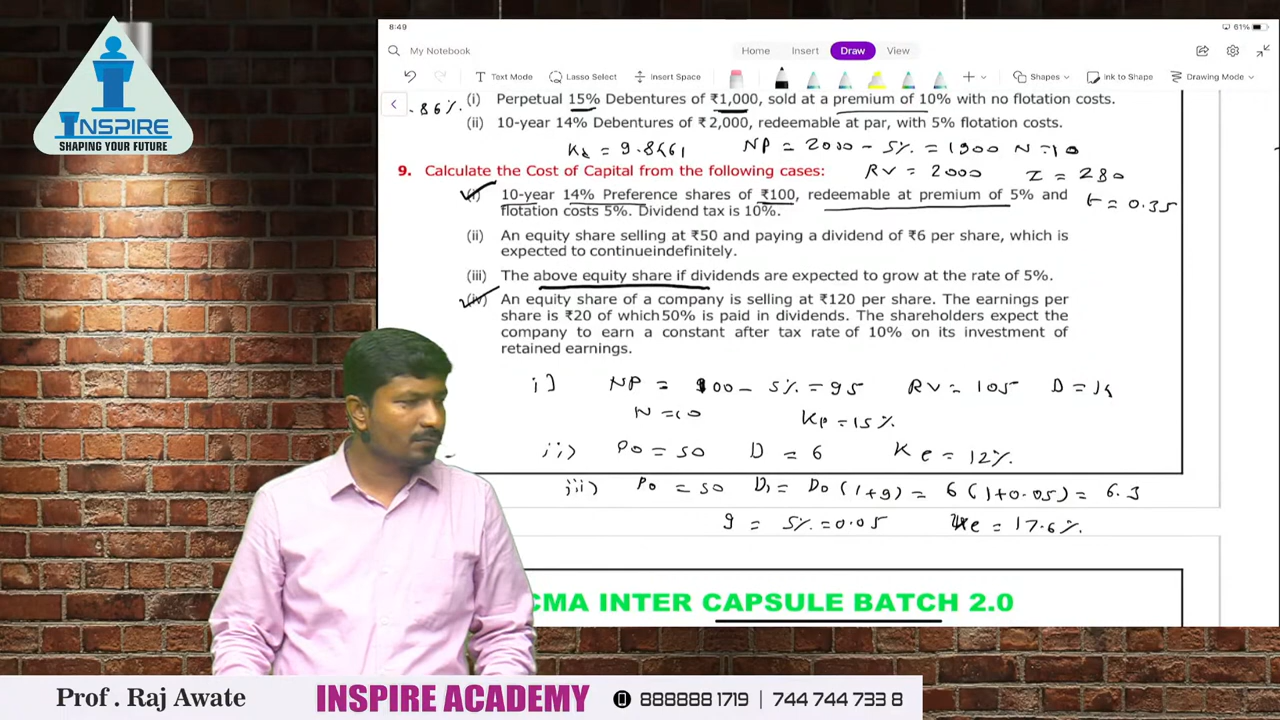 8:49
61%
My Notebook
Home Insert Draw View
Text Mode Lasso Select Insert Space Shapes Ink to Shape Drawing Mode
INSPIRE
SHAPING YOUR FUTURE
.86%.
(i) Perpetual 15% Debentures of ₹1,000, sold at a premium of 10% with no flotation costs.
(ii) 10-year 14% Debentures of ₹2,000, redeemable at par, with 5% flotation costs.
NP = 2000 - 5% = 1900 N = 10
9. Calculate the Cost of Capital from the following cases:
RV = 2000 I = 280
(i) 10-year 14% Preference shares of ₹100, redeemable at premium of 5% and
flotation costs 5%. Dividend tax is 10%.
t = 0.35
(ii) An equity share selling at ₹50 and paying a dividend of ₹6 per share, which is
expected to continueindefinitely.
(iii) The above equity share if dividends are expected to grow at the rate of 5%.
(iv) An equity share of a company is selling at ₹120 per share. The earnings per
share is ₹20 of which 50% is paid in dividends. The shareholders expect the
company to earn a constant after tax rate of 10% on its investment of
retained earnings.
i) NP = 100 - 5% = 95 RV = 105 D = 14
N = 10 Kp = 15%.
ii) P0 = 50 D = 6 Ke = 12%.
iii) P0 = 50 D1 = D0 (1+g) = 6 (1+0.05) = 6.3
g = 5% = 0.05 Ke = 17.6%.
CMA INTER CAPSULE BATCH 2.0
Prof . Raj Awate INSPIRE ACADEMY 888888 1719 | 744 744 733 8